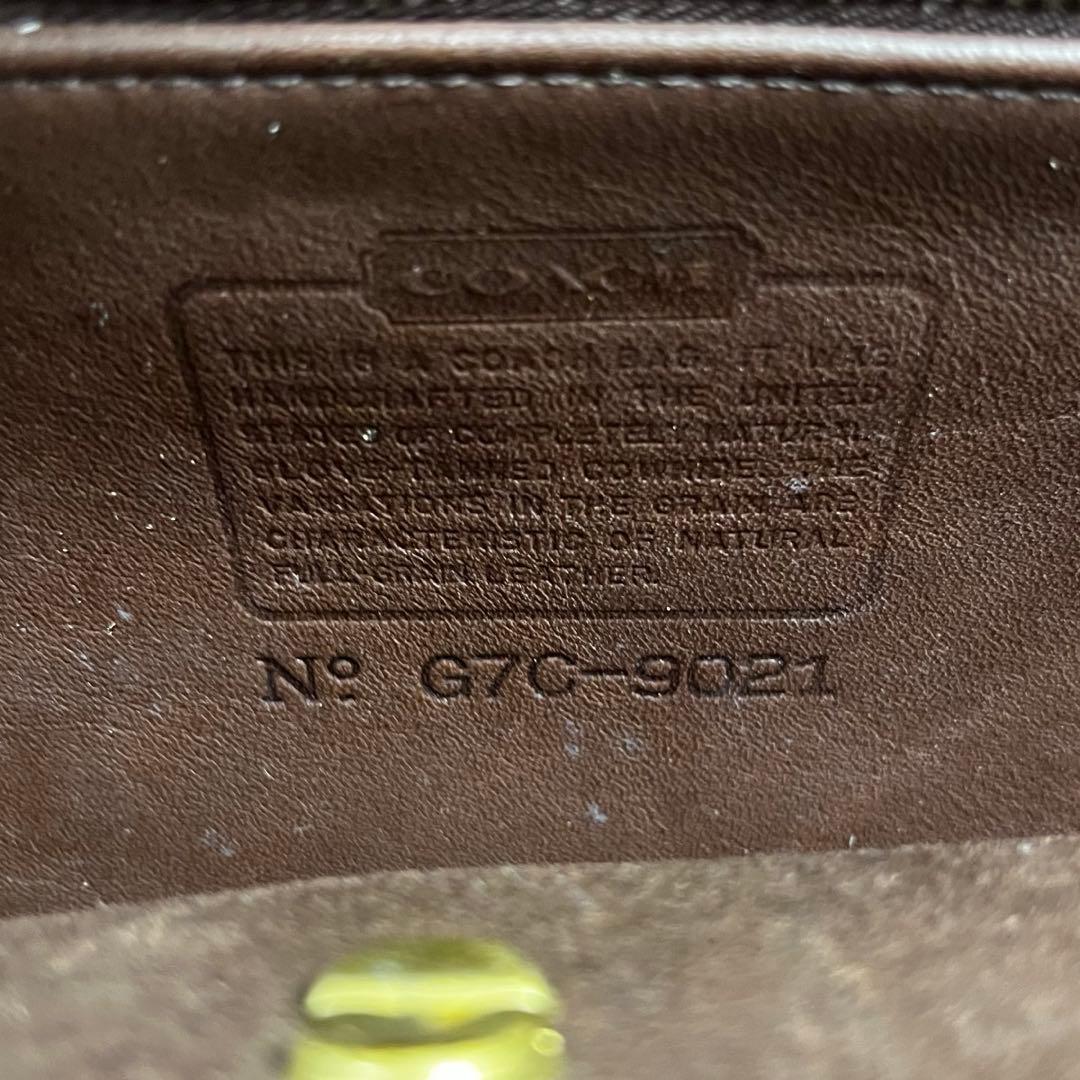 COACH
THIS IS A COACH BAG. IT WAS
HANDCRAFTED IN THE UNITED
STATES OF COMPLETELY NATURAL
GLOVE-TANNED COWHIDE. THE
VARIATIONS IN THE GRAIN ARE
CHARACTERISTIC OF NATURAL
FULL-GRAIN LEATHER.
Nº G7C-9021